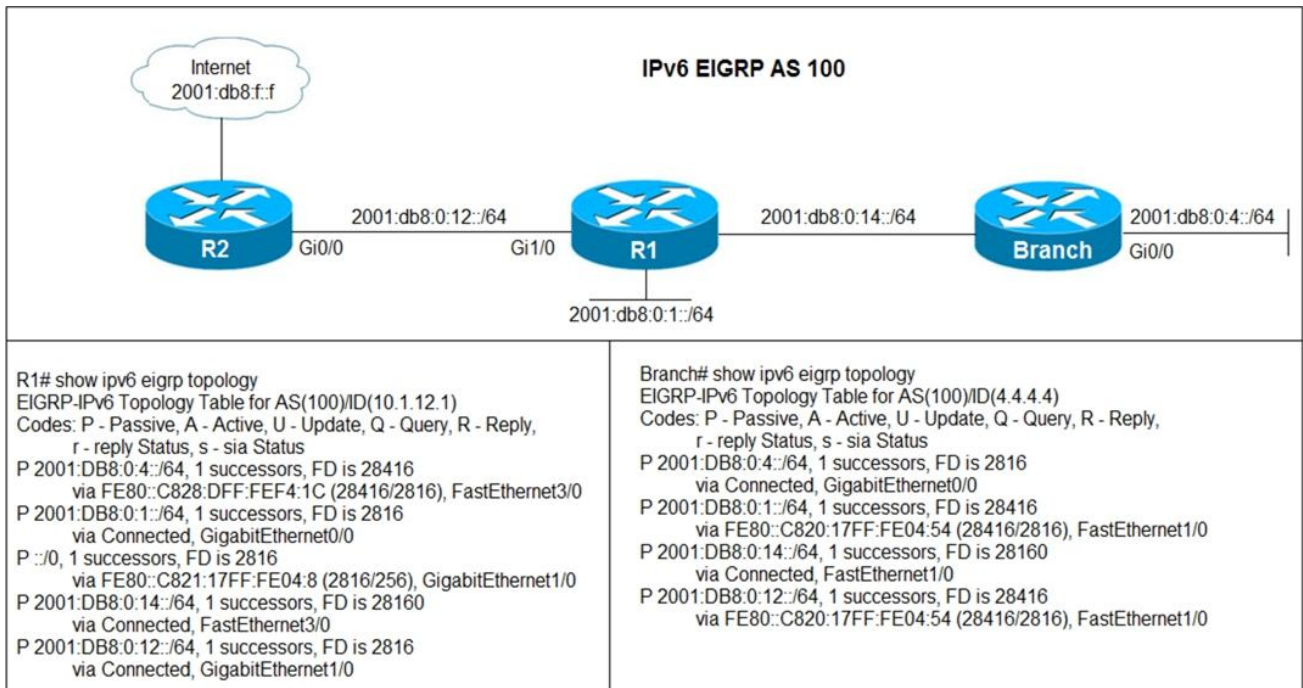 Internet
2001:db8:f::f
IPv6 EIGRP AS 100
2001:db8:0:12::/64
2001:db8:0:14::/64
2001:db8:0:4::/64
R2
Gi0/0
Gi1/0
R1
Branch
Gi0/0
2001:db8:0:1::/64
R1# show ipv6 eigrp topology
EIGRP-IPv6 Topology Table for AS(100)/ID(10.1.12.1)
Codes: P - Passive, A - Active, U - Update, Q - Query, R - Reply,
r - reply Status, s - sia Status
P 2001:DB8:0:4::/64, 1 successors, FD is 28416
via FE80::C828:DFF:FEF4:1C (28416/2816), FastEthernet3/0
P 2001:DB8:0:1::/64, 1 successors, FD is 2816
via Connected, GigabitEthernet0/0
P ::/0, 1 successors, FD is 2816
via FE80::C821:17FF:FE04:8 (2816/256), GigabitEthernet1/0
P 2001:DB8:0:14::/64, 1 successors, FD is 28160
via Connected, FastEthernet3/0
P 2001:DB8:0:12::/64, 1 successors, FD is 2816
via Connected, GigabitEthernet1/0
Branch# show ipv6 eigrp topology
EIGRP-IPv6 Topology Table for AS(100)/ID(4.4.4.4)
Codes: P - Passive, A - Active, U - Update, Q - Query, R - Reply,
r - reply Status, s - sia Status
P 2001:DB8:0:4::/64, 1 successors, FD is 2816
via Connected, GigabitEthernet0/0
P 2001:DB8:0:1::/64, 1 successors, FD is 28416
via FE80::C820:17FF:FE04:54 (28416/2816), FastEthernet1/0
P 2001:DB8:0:14::/64, 1 successors, FD is 28160
via Connected, FastEthernet1/0
P 2001:DB8:0:12::/64, 1 successors, FD is 28416
via FE80::C820:17FF:FE04:54 (28416/2816), FastEthernet1/0